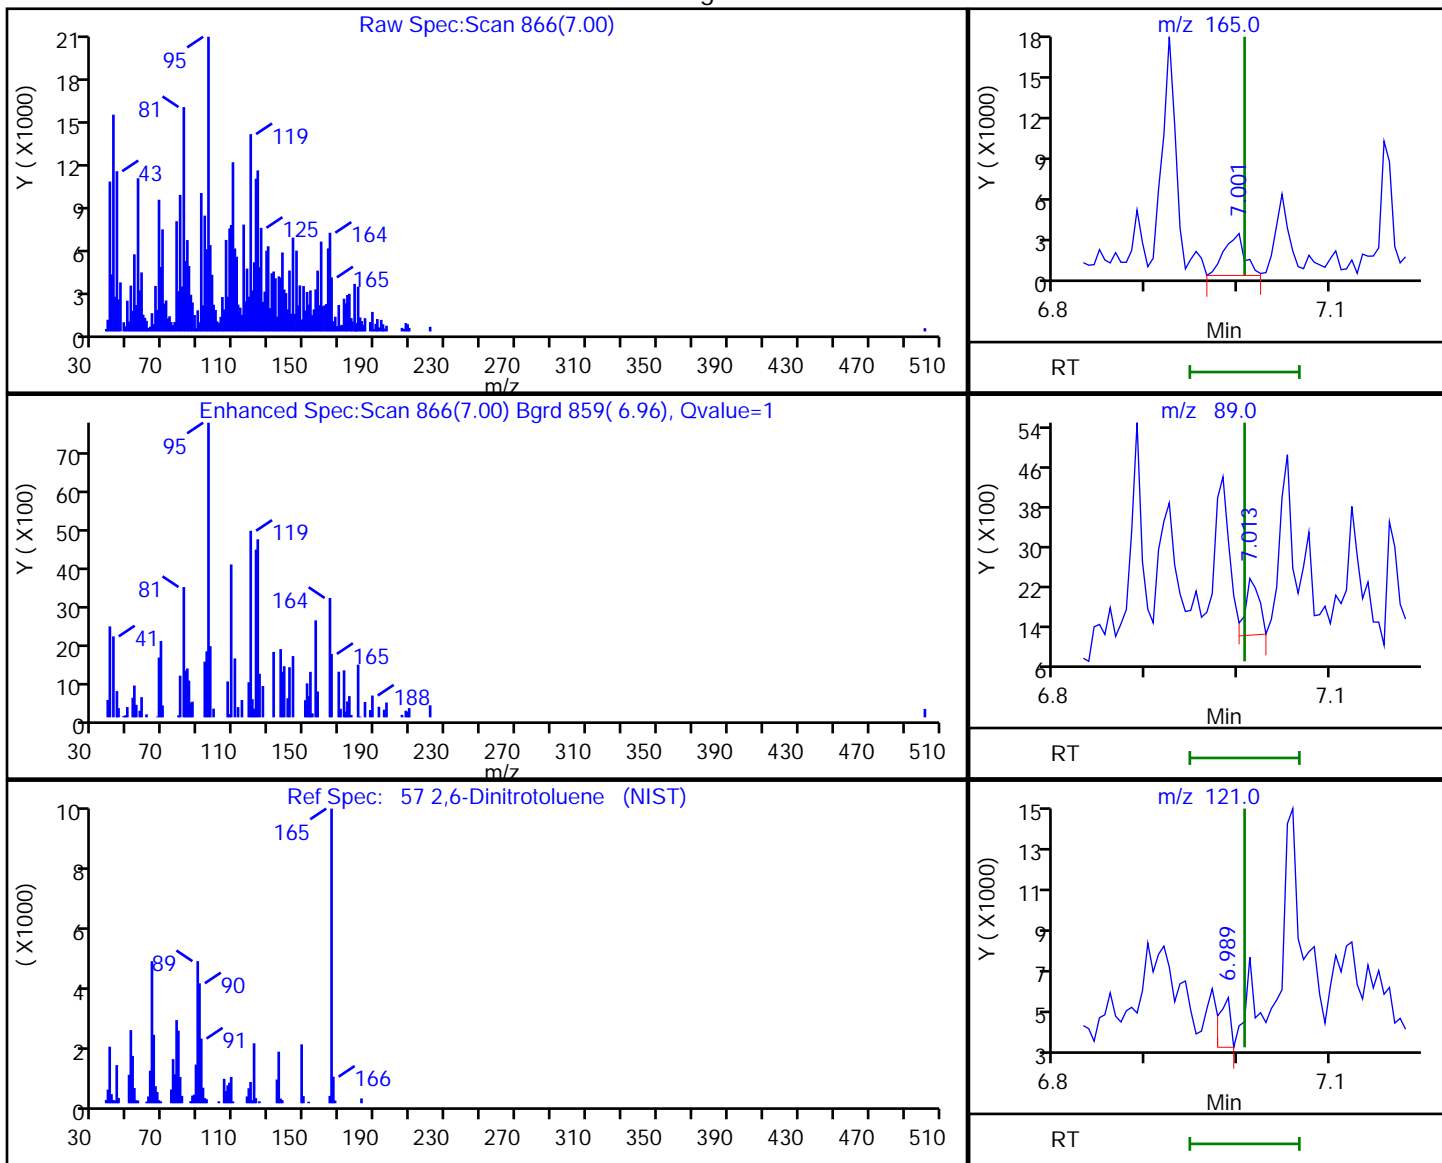 Raw Spec:Scan 866(7.00)
Y ( X1000)
21
18
15
12
9
6
3
0
95
81
43
119
125
164
165
30 70 110 150 190 230 270 310 350 390 430 470 510
m/z
m/z 165.0
Y ( X1000)
18
15
12
9
6
3
0
7.001
6.8 7.1
Min
RT
Enhanced Spec:Scan 866(7.00) Bgrd 859( 6.96), Qvalue=1
Y ( X100)
70
60
50
40
30
20
10
0
95
81
41
119
164
165
188
30 70 110 150 190 230 270 310 350 390 430 470 510
m/z
m/z 89.0
Y ( X100)
54
46
38
30
22
14
6
7.013
6.8 7.1
Min
RT
Ref Spec: 57 2,6-Dinitrotoluene (NIST)
( X1000)
10
8
6
4
2
0
165
89
90
91
166
30 70 110 150 190 230 270 310 350 390 430 470 510
m/z 121.0
Y ( X1000)
15
13
11
9
7
5
3
6.989
6.8 7.1
Min
RT